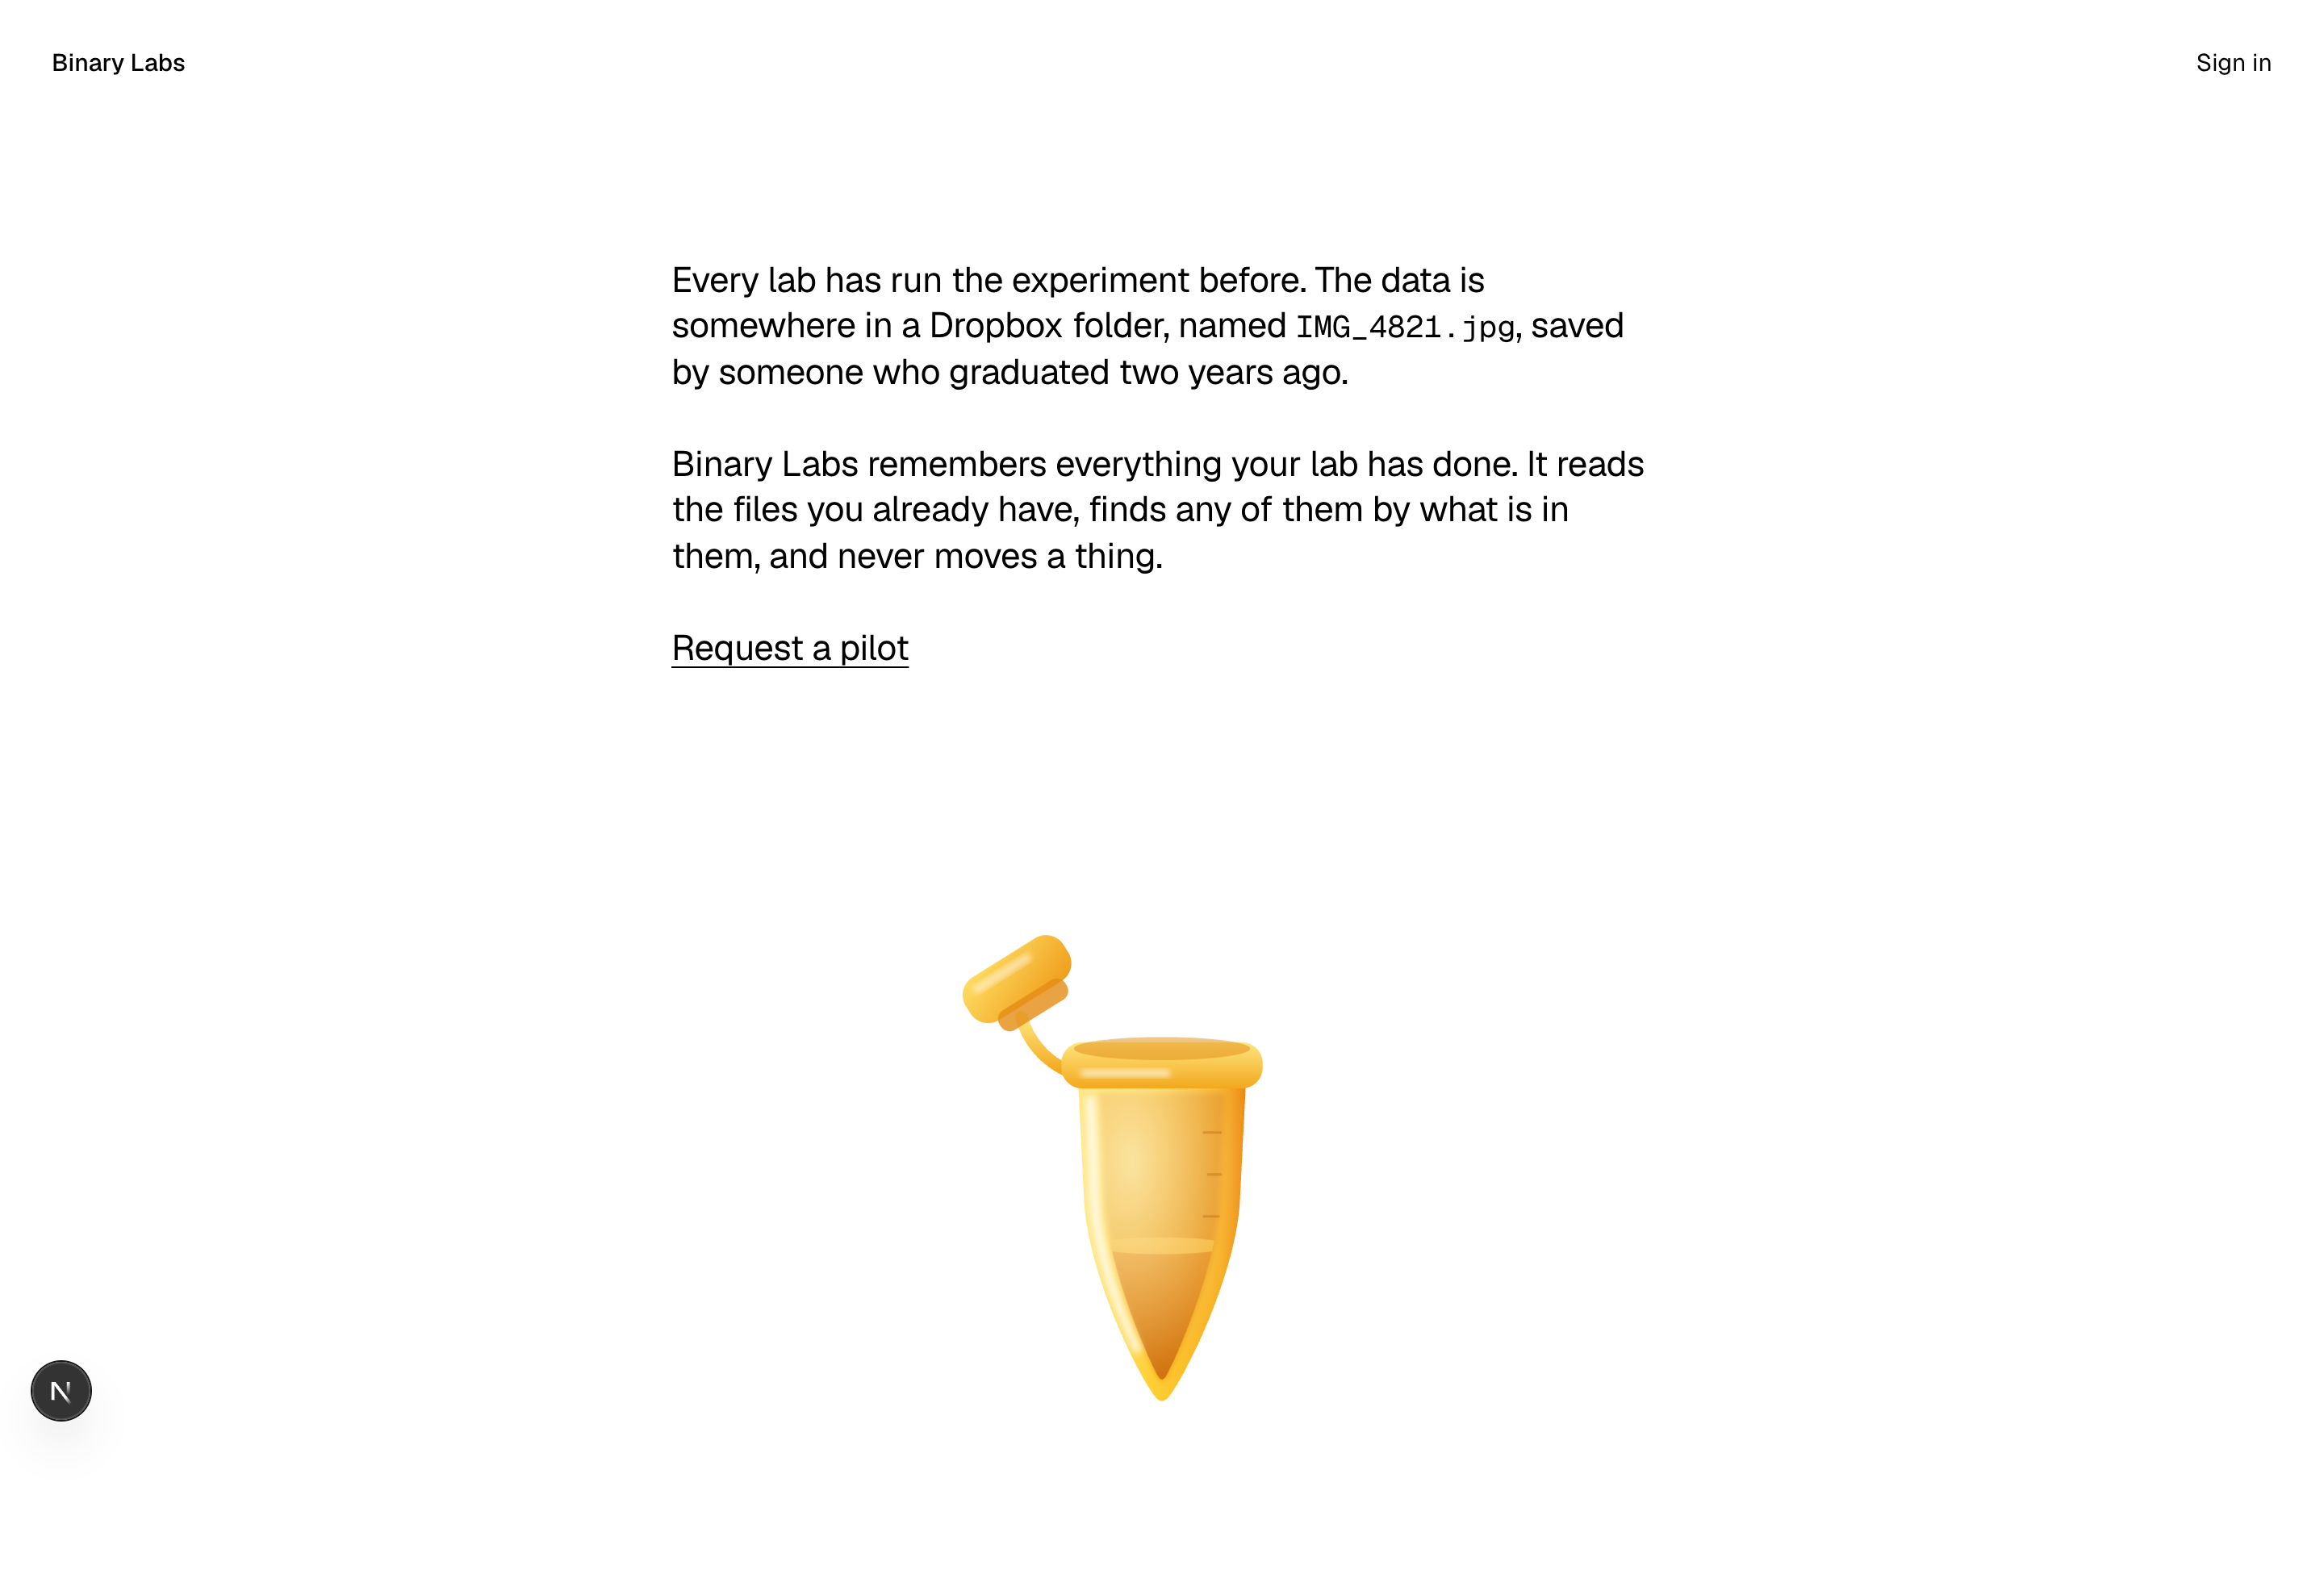 Binary Labs
Sign in
Every lab has run the experiment before. The data is
somewhere in a Dropbox folder, named IMG_4821.jpg, saved
by someone who graduated two years ago.
Binary Labs remembers everything your lab has done. It reads
the files you already have, finds any of them by what is in
them, and never moves a thing.
Request a pilot
N